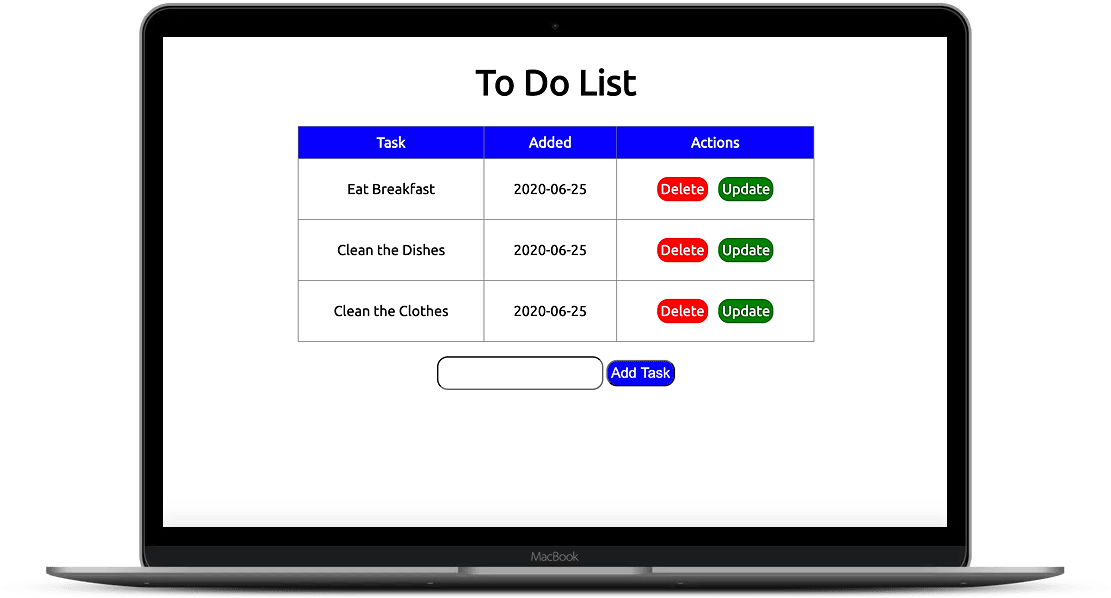 To Do List
Task Added Actions
Eat Breakfast 2020-06-25 Delete Update
Clean the Dishes 2020-06-25 Delete Update
Clean the Clothes 2020-06-25 Delete Update
Add Task
MacBook